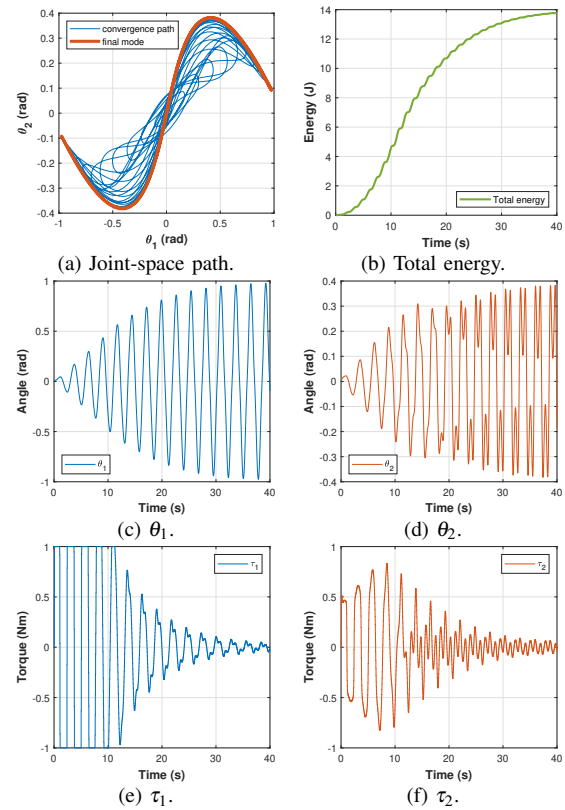 0.4
0.3
0.2
0.1
0
-0.1
-0.2
-0.3
-0.4
θ2 (rad)
convergence path
final mode
-1 -0.5 0 0.5 1
θ1 (rad)
(a) Joint-space path.
14
12
10
8
6
4
2
0
Energy (J)
Total energy
0 10 20 30 40
Time (s)
(b) Total energy.
1
0.5
0
-0.5
-1
Angle (rad)
θ1
0 10 20 30 40
Time (s)
(c) θ1.
0.4
0.3
0.2
0.1
0
0.1
0.2
0.3
0.4
Angle (rad)
θ2
0 10 20 30 40
Time (s)
(d) θ2.
1
0.5
0
-0.5
-1
Torque (Nm)
τ1
0 10 20 30 40
Time (s)
(e) τ1.
1
0.5
0
-0.5
-1
Torque (Nm)
τ2
0 10 20 30 40
Time (s)
(f) τ2.